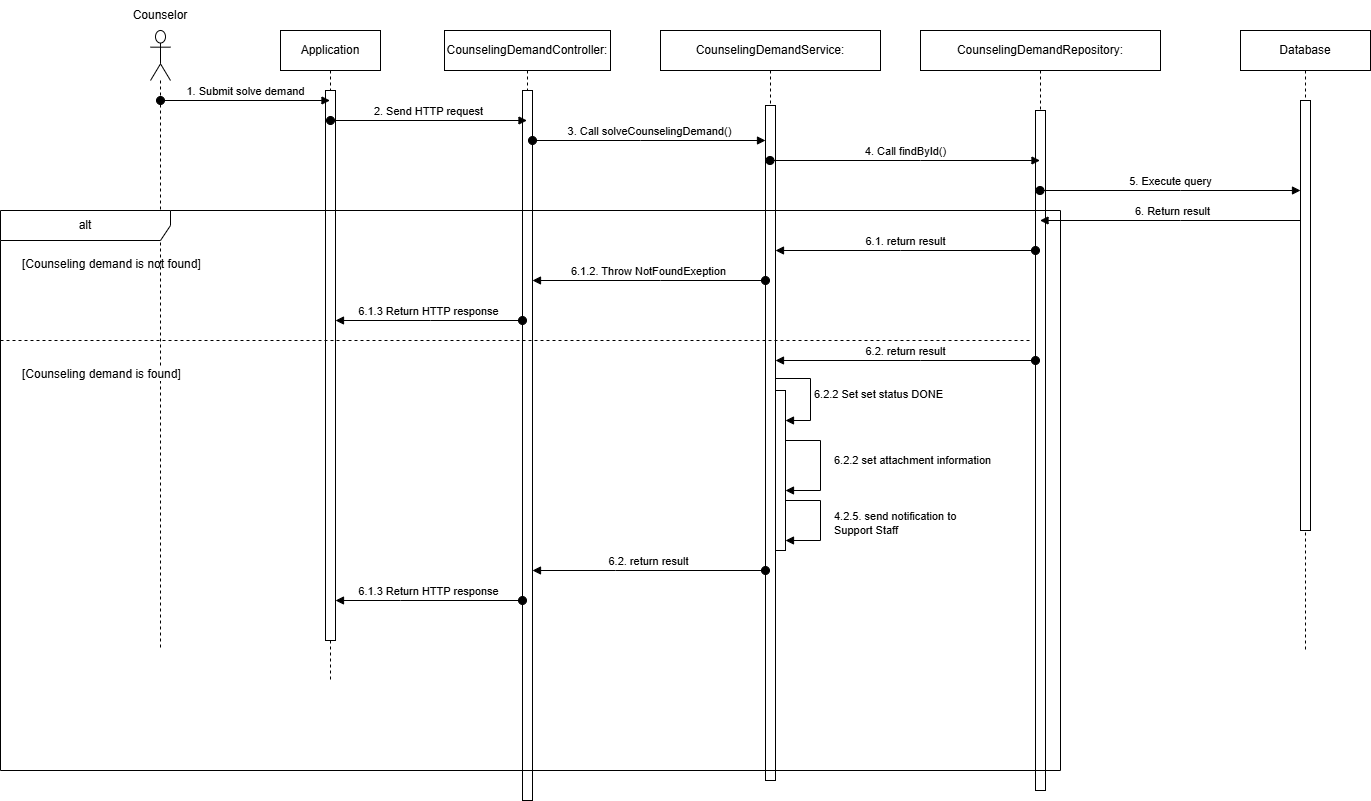 Counselor
Application
CounselingDemandController:
CounselingDemandService:
CounselingDemandRepository:
Database
1. Submit solve demand
2. Send HTTP request
3. Call solveCounselingDemand()
4. Call findById()
5. Execute query
6. Return result
alt
6.1. return result
[Counseling demand is not found]
6.1.2. Throw NotFoundExeption
6.1.3 Return HTTP response
6.2. return result
[Counseling demand is found]
6.2.2 Set set status DONE
6.2.2 set attachment information
4.2.5. send notification to
Support Staff
6.2. return result
6.1.3 Return HTTP response